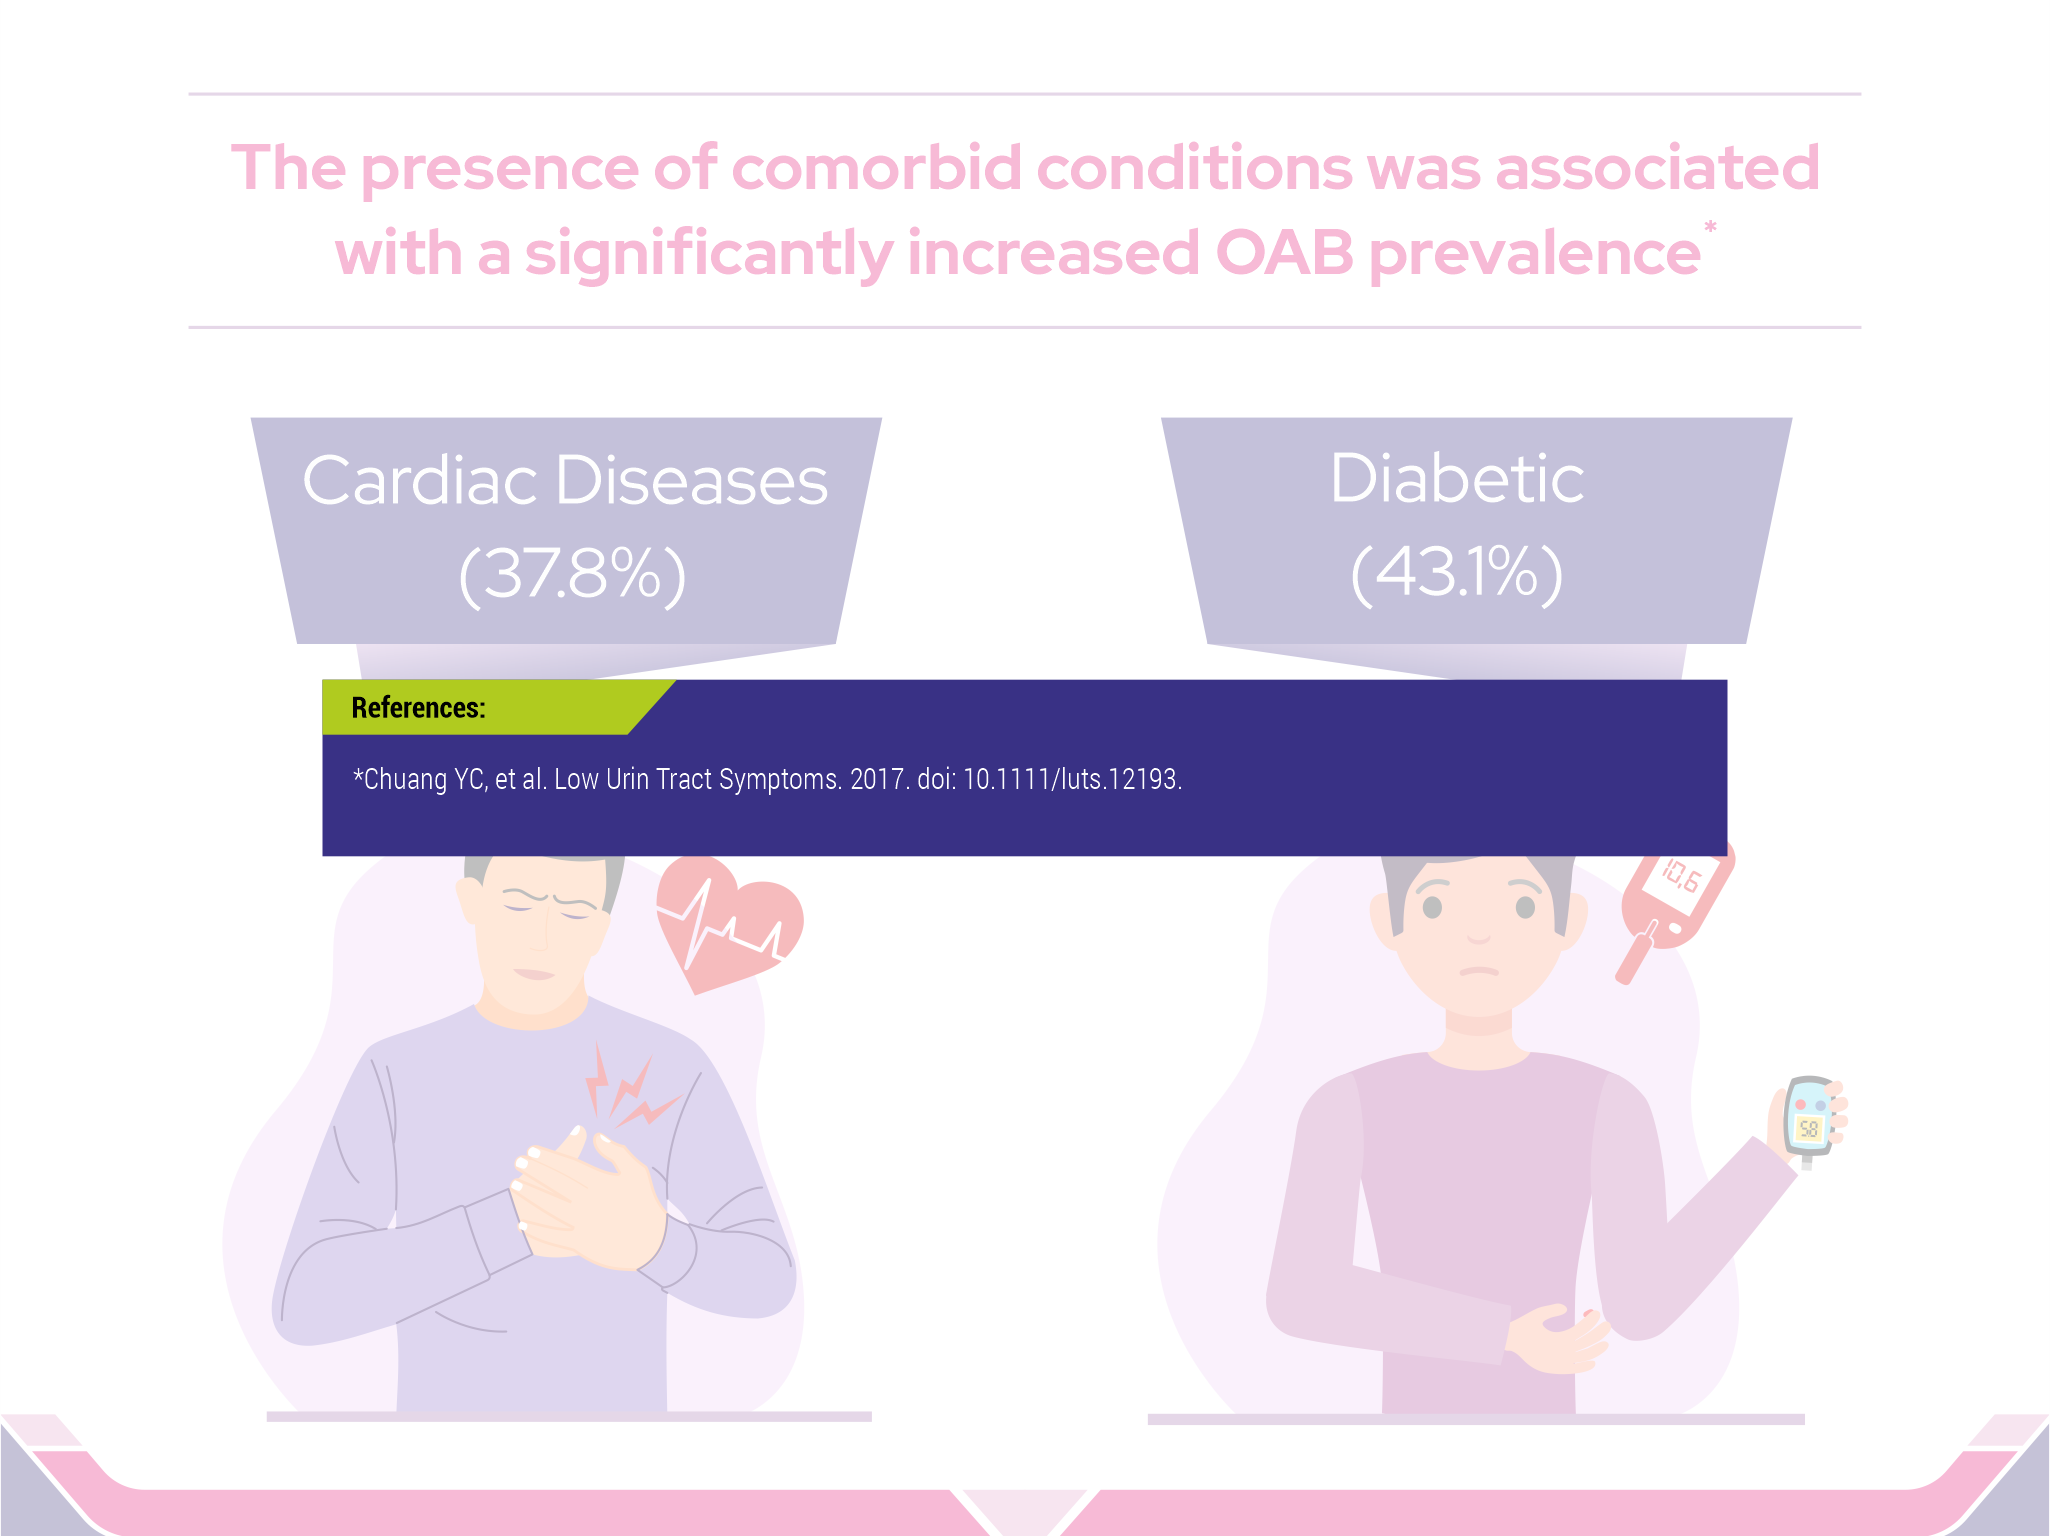 The presence of comorbid conditions was associated
with a significantly increased OAB prevalence*
Cardiac Diseases
(37.8%)
Diabetic
(43.1%)
References:
*Chuang YC, et al. Low Urin Tract Symptoms. 2017. doi: 10.1111/luts.12193.
10,6
58